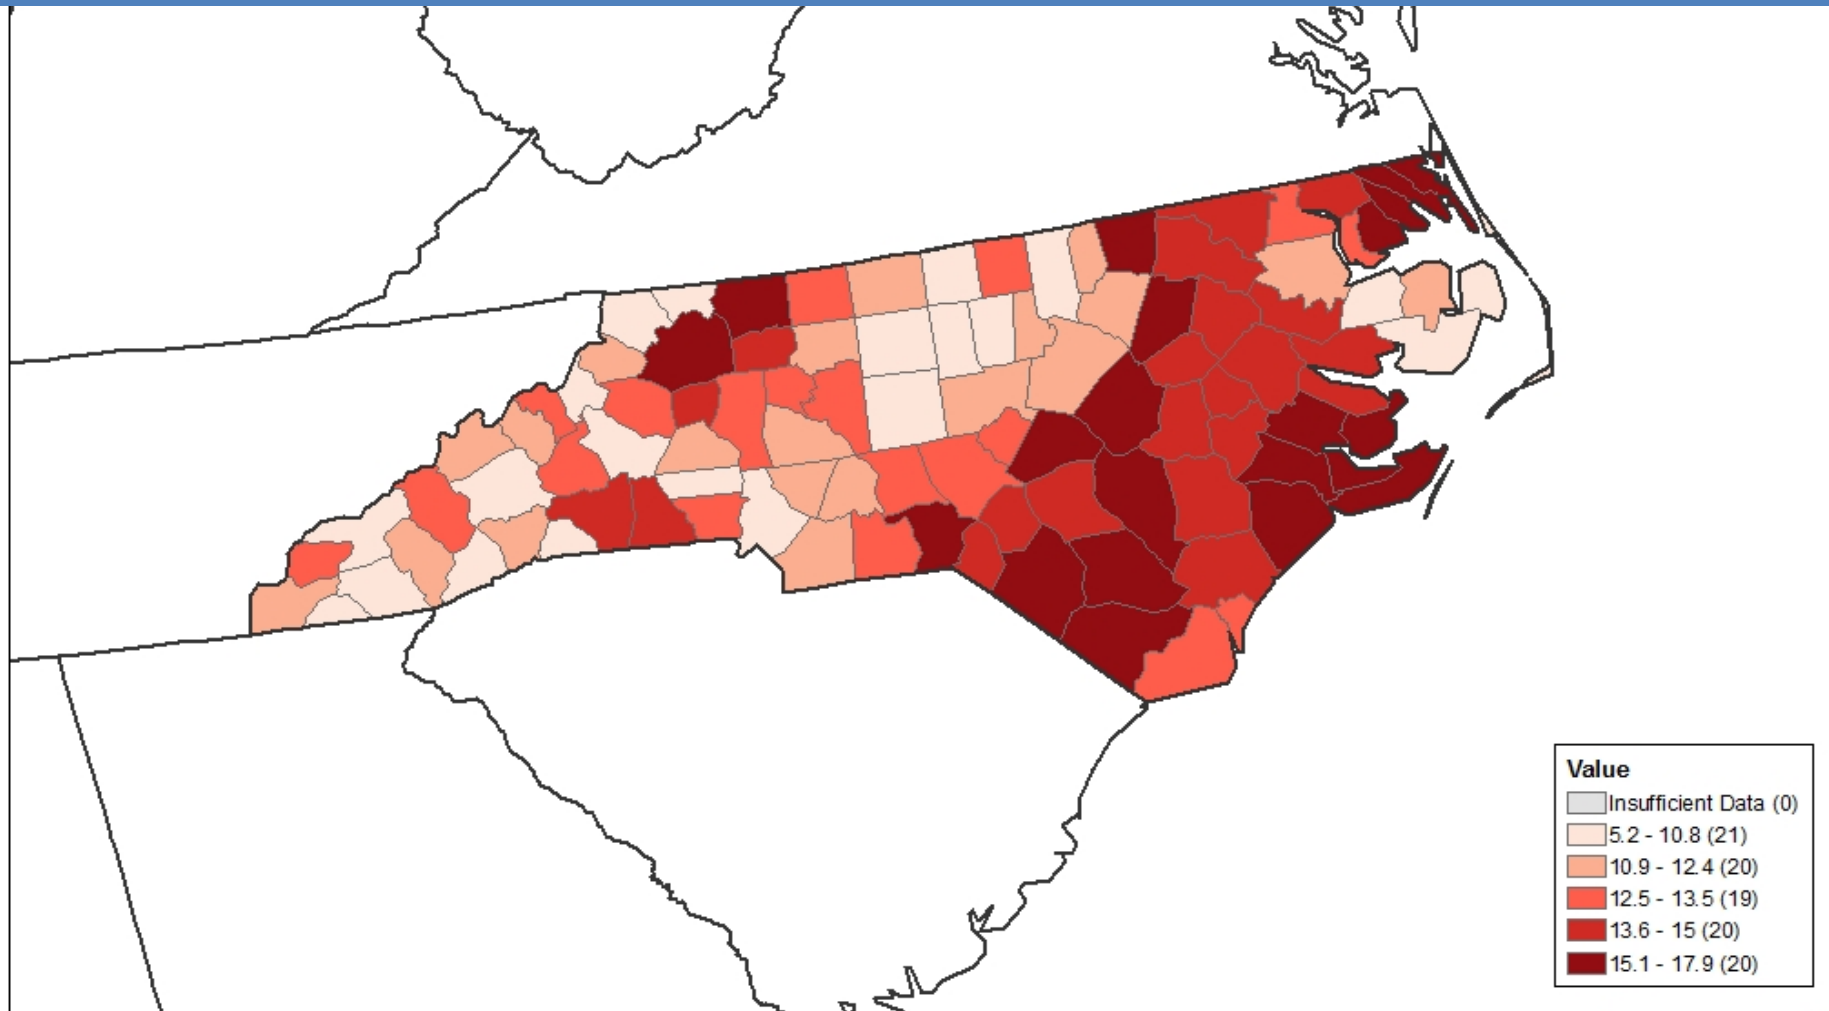 Value
Insufficient Data (0)
5.2 - 10.8 (21)
10.9 - 12.4 (20)
12.5 - 13.5 (19)
13.6 - 15 (20)
15.1 - 17.9 (20)